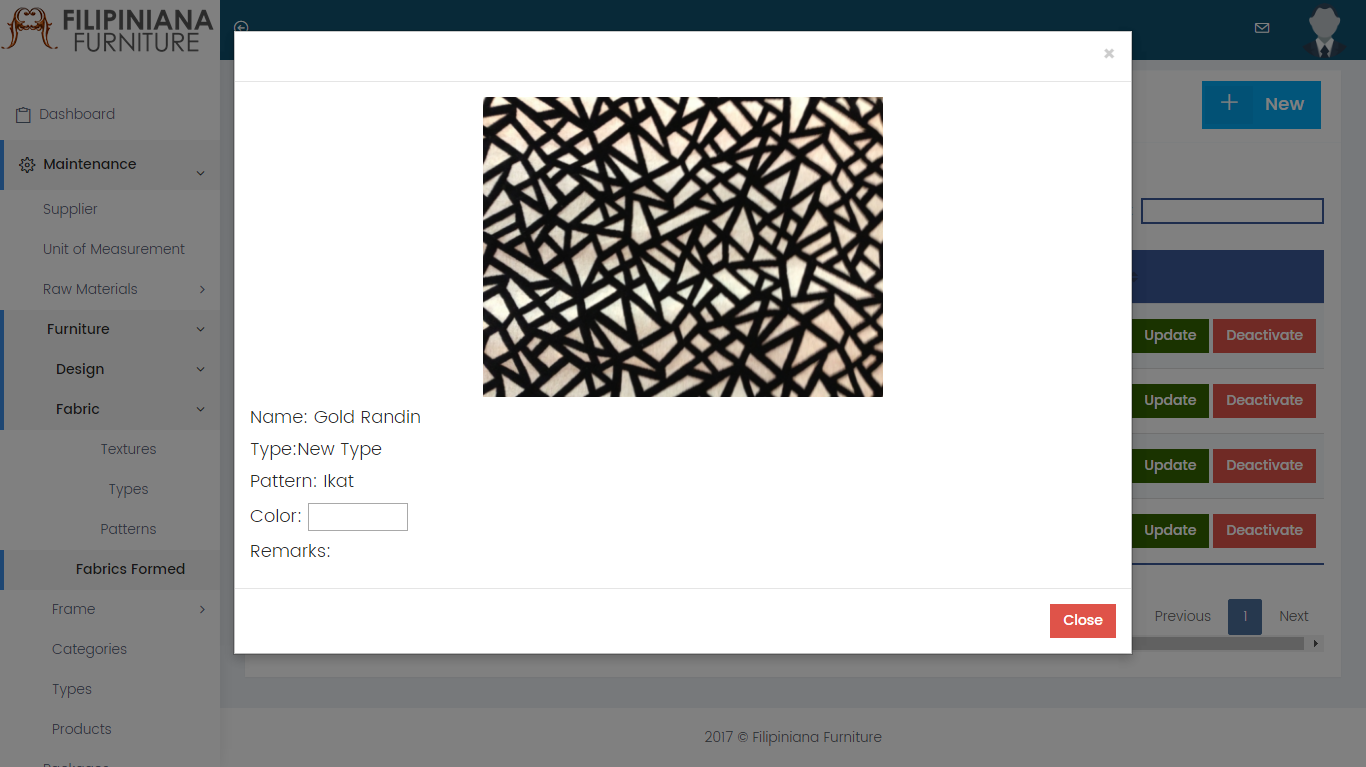 FILIPINIANA
FURNITURE
Dashboard
Maintenance
Supplier
Unit of Measurement
Raw Materials
Furniture
Design
Fabric
Textures
Types
Patterns
Fabrics Formed
Frame
Categories
Types
Products
×
Name: Gold Randin
Type:New Type
Pattern: Ikat
Color:
Remarks:
Close
New
Update Deactivate
Update Deactivate
Update Deactivate
Update Deactivate
Previous 1 Next
2017 © Filipiniana Furniture